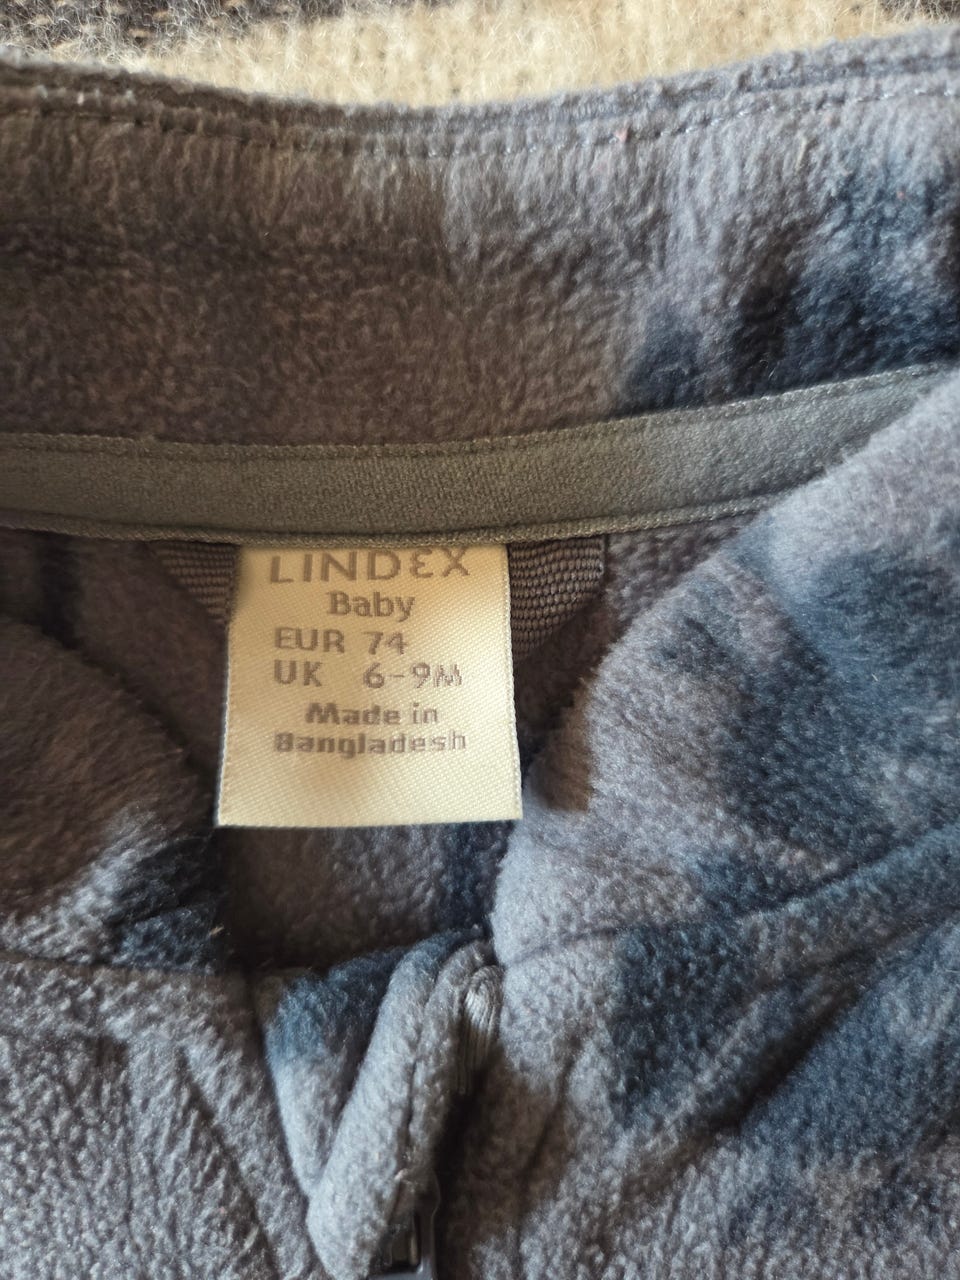 LINDEX
Baby
EUR 74
UK 6-9M
Made in
Bangladesh